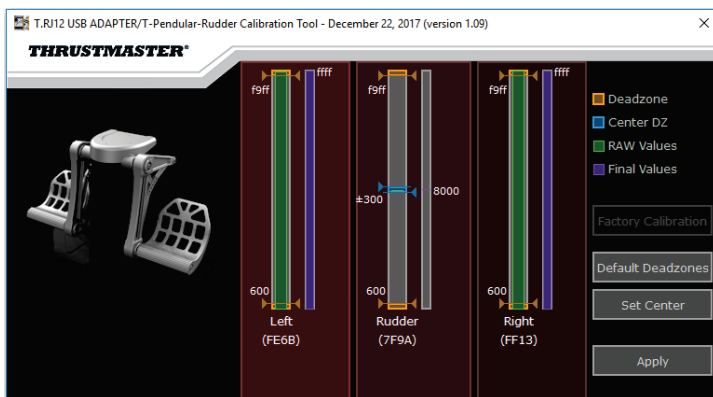 T.RJ12 USB ADAPTER/T-Pendular-Rudder Calibration Tool - December 22, 2017 (version 1.09)
THRUSTMASTER®
ffff
f9ff
600
Left
(FE6B)
f9ff
±300
8000
600
Rudder
(7F9A)
ffff
f9ff
600
Right
(FF13)
Deadzone
Center DZ
RAW Values
Final Values
Factory Calibration
Default Deadzones
Set Center
Apply